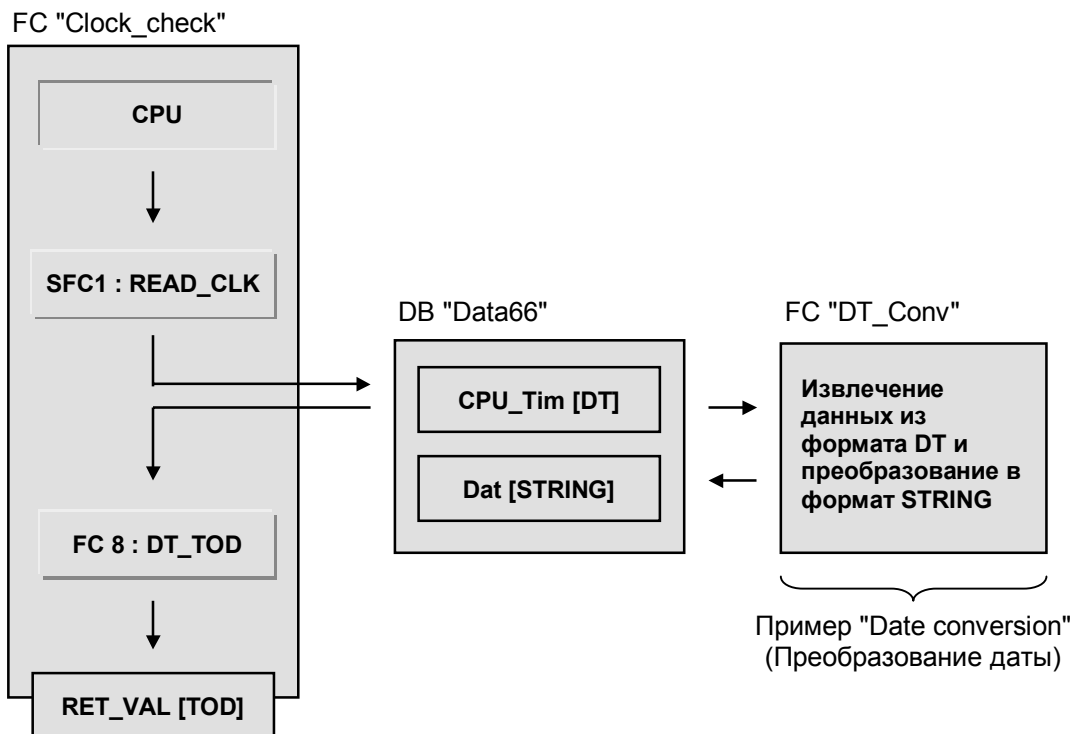 FC "Clock_check"
CPU
SFC1 : READ_CLK
FC 8 : DT_TOD
RET_VAL [TOD]
DB "Data66"
CPU_Tim [DT]
Dat [STRING]
FC "DT_Conv"
Извлечение
данных из
формата DT и
преобразование в
формат STRING
Пример "Date conversion"
(Преобразование даты)